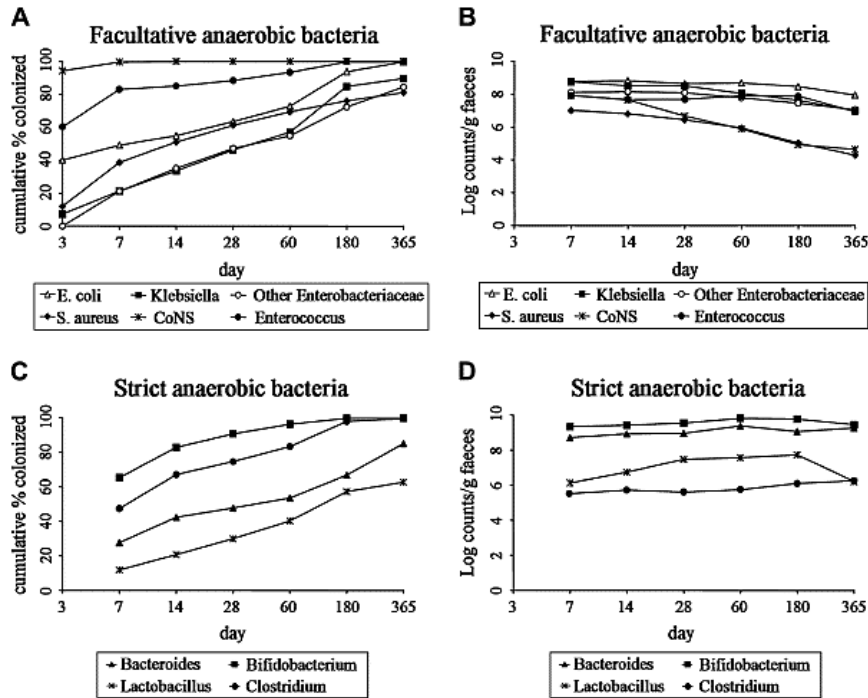 A
Facultative anaerobic bacteria
cumulative % colonized
100
80
60
40
20
0
3 7 14 28 60 180 365
day
E. coli Klebsiella Other Enterobacteriaceae
S. aureus CoNS Enterococcus
B
Facultative anaerobic bacteria
Log counts/g faeces
10
8
6
4
2
0
3 7 14 28 60 180 365
day
E. coli Klebsiella Other Enterobacteriaceae
S. aureus CoNS Enterococcus
C
Strict anaerobic bacteria
cumulative % colonized
100
80
60
40
20
0
3 7 14 28 60 180 365
day
Bacteroides Bifidobacterium
Lactobacillus Clostridium
D
Strict anaerobic bacteria
Log counts/g faeces
10
8
6
4
2
0
3 7 14 28 60 180 365
day
Bacteroides Bifidobacterium
Lactobacillus Clostridium